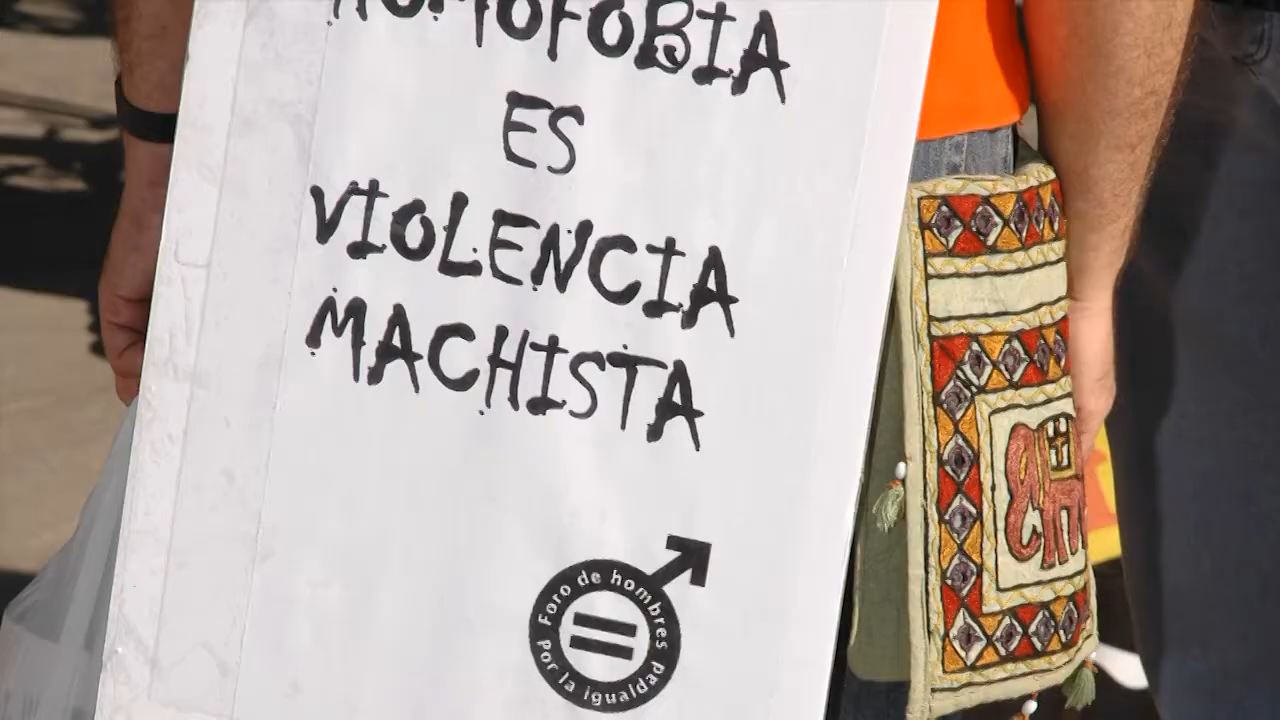 HOMOFOBIA
ES
VIOLENCIA
MACHISTA
Foro de hombres
por la igualdad